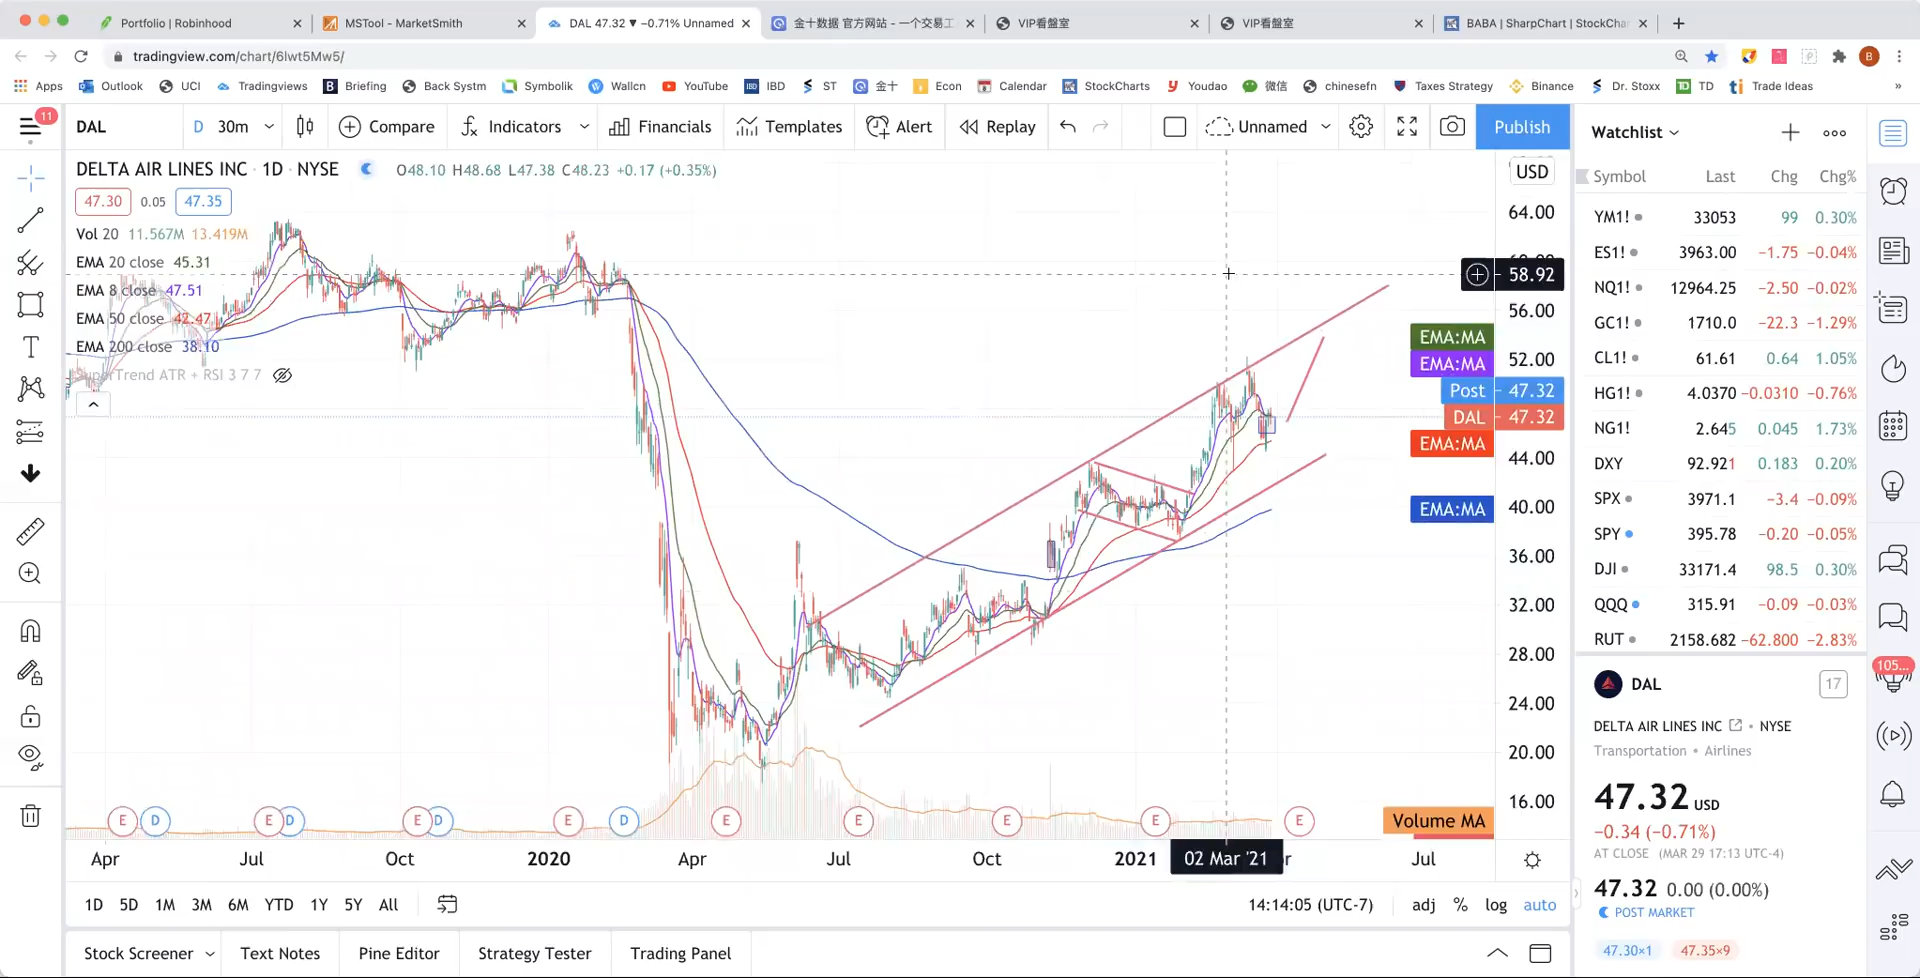 Portfolio | Robinhood
MSTool - MarketSmith
DAL 47.32 ▼ −0.71% Unnamed
金十数据 官方网站 - 一个交易工
VIP看盤室
VIP看盤室
BABA | SharpChart | StockCha
tradingview.com/chart/6lwt5Mw5/
B
Apps
Outlook
UCI
Tradingviews
Briefing
Back Systm
Symbolik
Wallcn
YouTube
IBD
ST
金十
Econ
Calendar
StockCharts
Youdao
微信
chinesefn
Taxes Strategy
Binance
Dr. Stoxx
TD
Trade Ideas
»
11
DAL
D 30m
Compare
Indicators
Financials
Templates
Alert
Replay
Unnamed
Publish
DELTA AIR LINES INC · 1D · NYSE
O48.10 H48.68 L47.38 C48.23 +0.17 (+0.35%)
47.30 0.05 47.35
Vol 20 11.567M 13.419M
EMA 20 close 45.31
EMA 8 close 47.51
EMA 50 close 42.47
EMA 200 close 38.10
SuperTrend ATR + RSI 3 7 7
USD
64.00
58.92
56.00
EMA:MA
52.00
EMA:MA
Post 47.32
DAL 47.32
EMA:MA
44.00
EMA:MA
40.00
36.00
32.00
28.00
24.00
20.00
16.00
Volume MA
E D E D E D E D E E E E E
Apr Jul Oct 2020 Apr Jul Oct 2021 02 Mar '21 Jul
1D 5D 1M 3M 6M YTD 1Y 5Y All
14:14:05 (UTC-7) adj % log auto
Stock Screener
Text Notes
Pine Editor
Strategy Tester
Trading Panel
Watchlist
Symbol Last Chg Chg%
YM1! 33053 99 0.30%
ES1! 3963.00 −1.75 −0.04%
NQ1! 12964.25 −2.50 −0.02%
GC1! 1710.0 −22.3 −1.29%
CL1! 61.61 0.64 1.05%
HG1! 4.0370 −0.0310 −0.76%
NG1! 2.645 0.045 1.73%
DXY 92.921 0.183 0.20%
SPX 3971.1 −3.4 −0.09%
SPY 395.78 −0.20 −0.05%
DJI 33171.4 98.5 0.30%
QQQ 315.91 −0.09 −0.03%
RUT 2158.682 −62.800 −2.83%
105...
DAL
17
DELTA AIR LINES INC • NYSE
Transportation • Airlines
47.32 USD
−0.34 (−0.71%)
AT CLOSE (MAR 29 17:13 UTC-4)
47.32 0.00 (0.00%)
POST MARKET
47.30×1 47.35×9